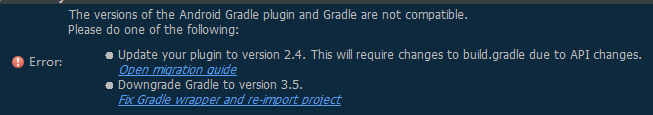 The versions of the Android Gradle plugin and Gradle are not compatible.
Please do one of the following:
Error:
● Update your plugin to version 2.4. This will require changes to build.gradle due to API changes.
Open migration guide
● Downgrade Gradle to version 3.5.
Fix Gradle wrapper and re-import project